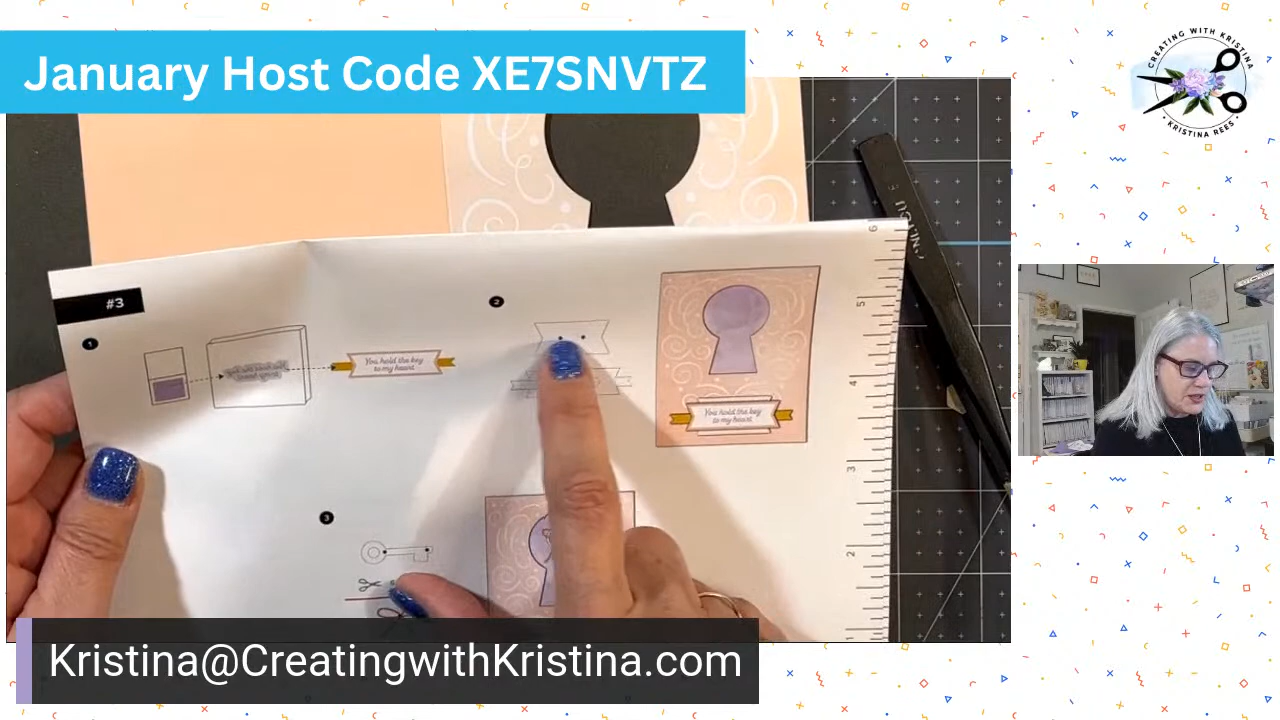 January Host Code XE7SNVTZ
CREATING WITH KRISTINA
• KRISTINA REES •
#3
1
2
You hold the key
to my heart
You hold the key
to my heart
3
6
5
4
3
2
1
Kristina@CreatingwithKristina.com